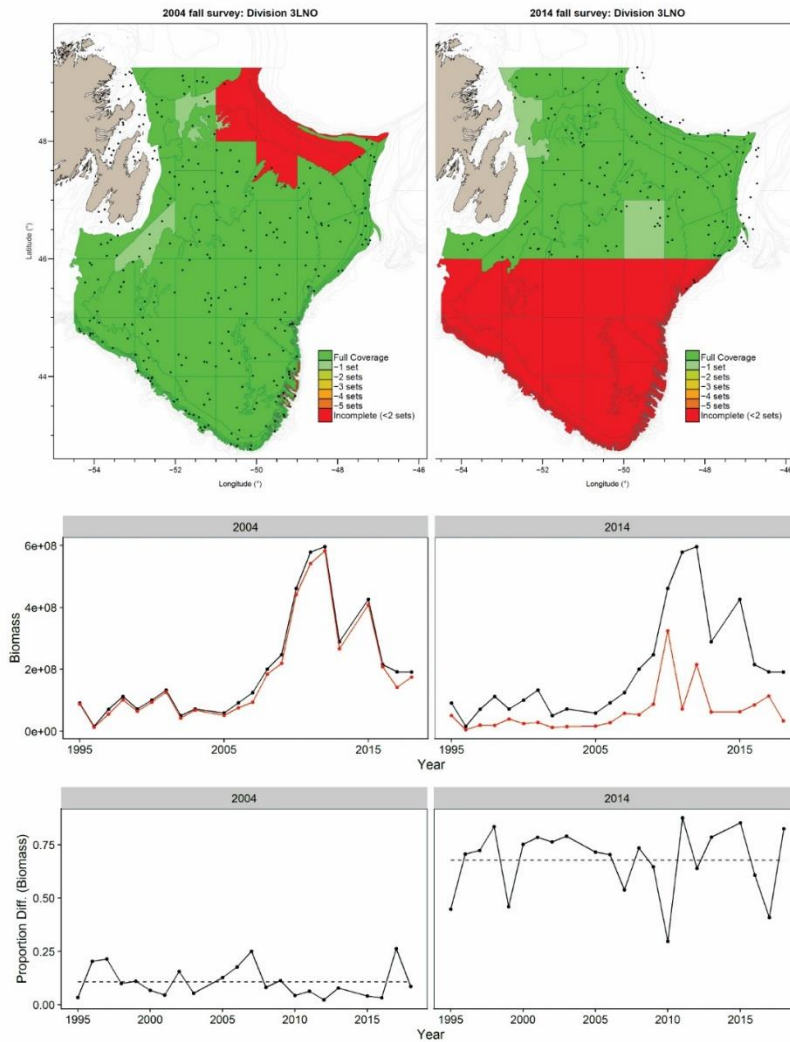 2004 fall survey: Division 3LNO
2014 fall survey: Division 3LNO
Latitude (°)
48
46
44
−54
−52
−50
−48
−46
Longitude (°)
Full Coverage
−1 set
−2 sets
−3 sets
−4 sets
−5 sets
Incomplete (<2 sets)
−54
−52
−50
−48
−46
Longitude (°)
Full Coverage
−1 set
−2 sets
−3 sets
−4 sets
−5 sets
Incomplete (<2 sets)
2004
2014
Biomass
6e+08
4e+08
2e+08
0e+00
1995
2005
2015
1995
2005
2015
Year
2004
2014
Proportion Diff. (Biomass)
0.75
0.50
0.25
0.00
1995
2000
2005
2010
2015
1995
2000
2005
2010
2015
Year